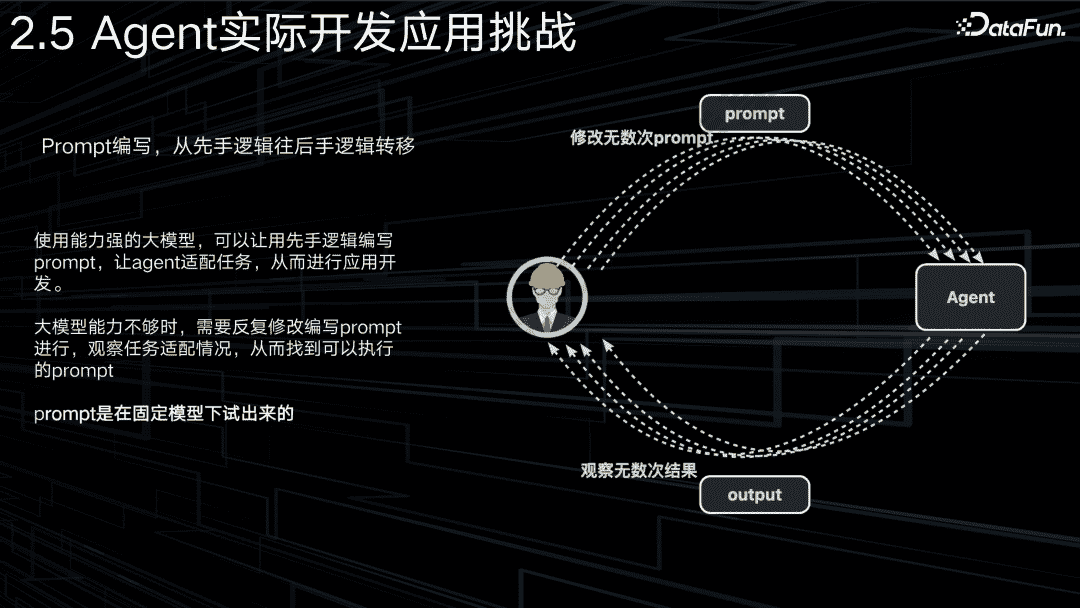 2.5 Agent实际开发应用挑战
DataFun.
Prompt编写，从先手逻辑往后手逻辑转移
使用能力强的大模型，可以让用先手逻辑编写
prompt，让agent适配任务，从而进行应用开
发。
大模型能力不够时，需要反复修改编写prompt
进行，观察任务适配情况，从而找到可以执行
的prompt
prompt是在固定模型下试出来的
prompt
修改无数次prompt
Agent
观察无数次结果
output